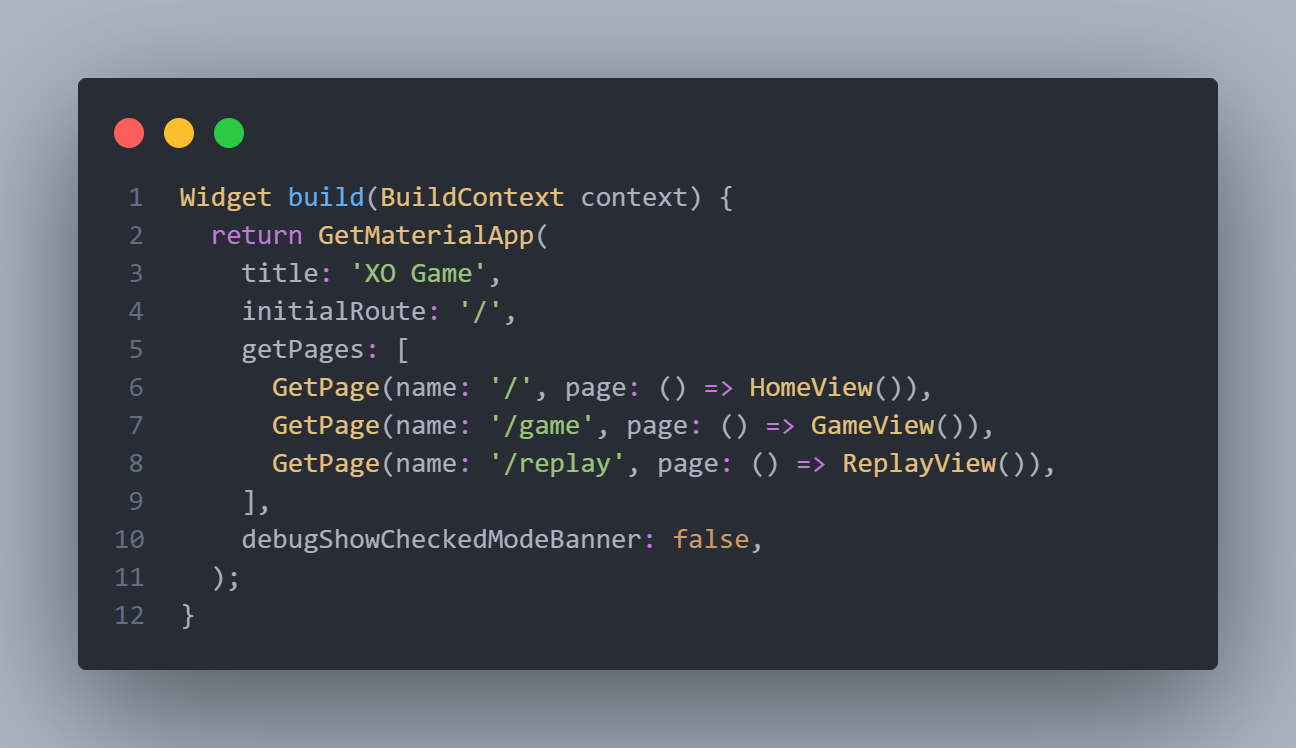 1 Widget build(BuildContext context) {
2   return GetMaterialApp(
3     title: 'XO Game',
4     initialRoute: '/',
5     getPages: [
6       GetPage(name: '/', page: () => HomeView()),
7       GetPage(name: '/game', page: () => GameView()),
8       GetPage(name: '/replay', page: () => ReplayView()),
9     ],
10     debugShowCheckedModeBanner: false,
11   );
12 }